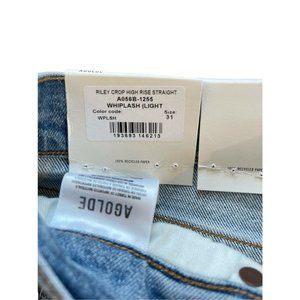 AGOLDE
RILEY CROP HIGH RISE STRAIGHT
A056B-1255
WHIPLASH (LIGHT
Color code: Size:
WPLSH 31
193693 146213
100% RECYCLED PAPER
AGOLDE